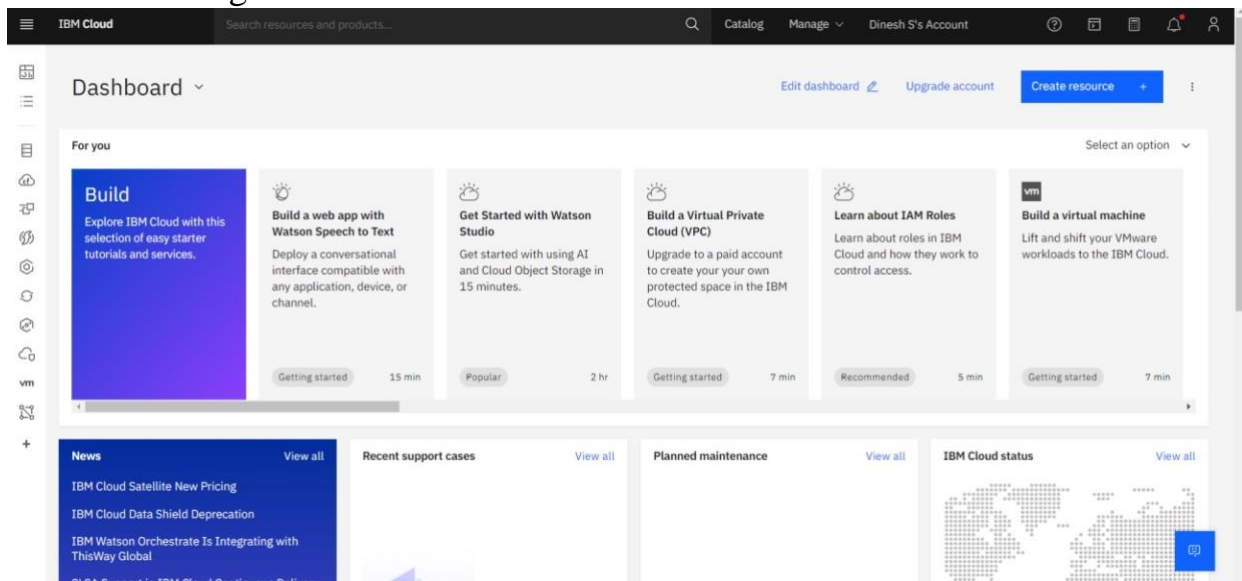 IBM Cloud
Search resources and products...
Catalog
Manage
Dinesh S's Account
Dashboard
Edit dashboard
Upgrade account
Create resource +
For you
Select an option
Build
Explore IBM Cloud with this
selection of easy starter
tutorials and services.
Build a web app with
Watson Speech to Text
Deploy a conversational
interface compatible with
any application, device, or
channel.
Getting started
15 min
Get Started with Watson
Studio
Get started with using AI
and Cloud Object Storage in
15 minutes.
Popular
2 hr
Build a Virtual Private
Cloud (VPC)
Upgrade to a paid account
to create your your own
protected space in the IBM
Cloud.
Getting started
7 min
Learn about IAM Roles
Learn about roles in IBM
Cloud and how they work to
control access.
Recommended
5 min
vm
Build a virtual machine
Lift and shift your VMware
workloads to the IBM Cloud.
Getting started
7 min
vm
News
View all
IBM Cloud Satellite New Pricing
IBM Cloud Data Shield Deprecation
IBM Watson Orchestrate Is Integrating with
ThisWay Global
Recent support cases
View all
Planned maintenance
View all
IBM Cloud status
View all